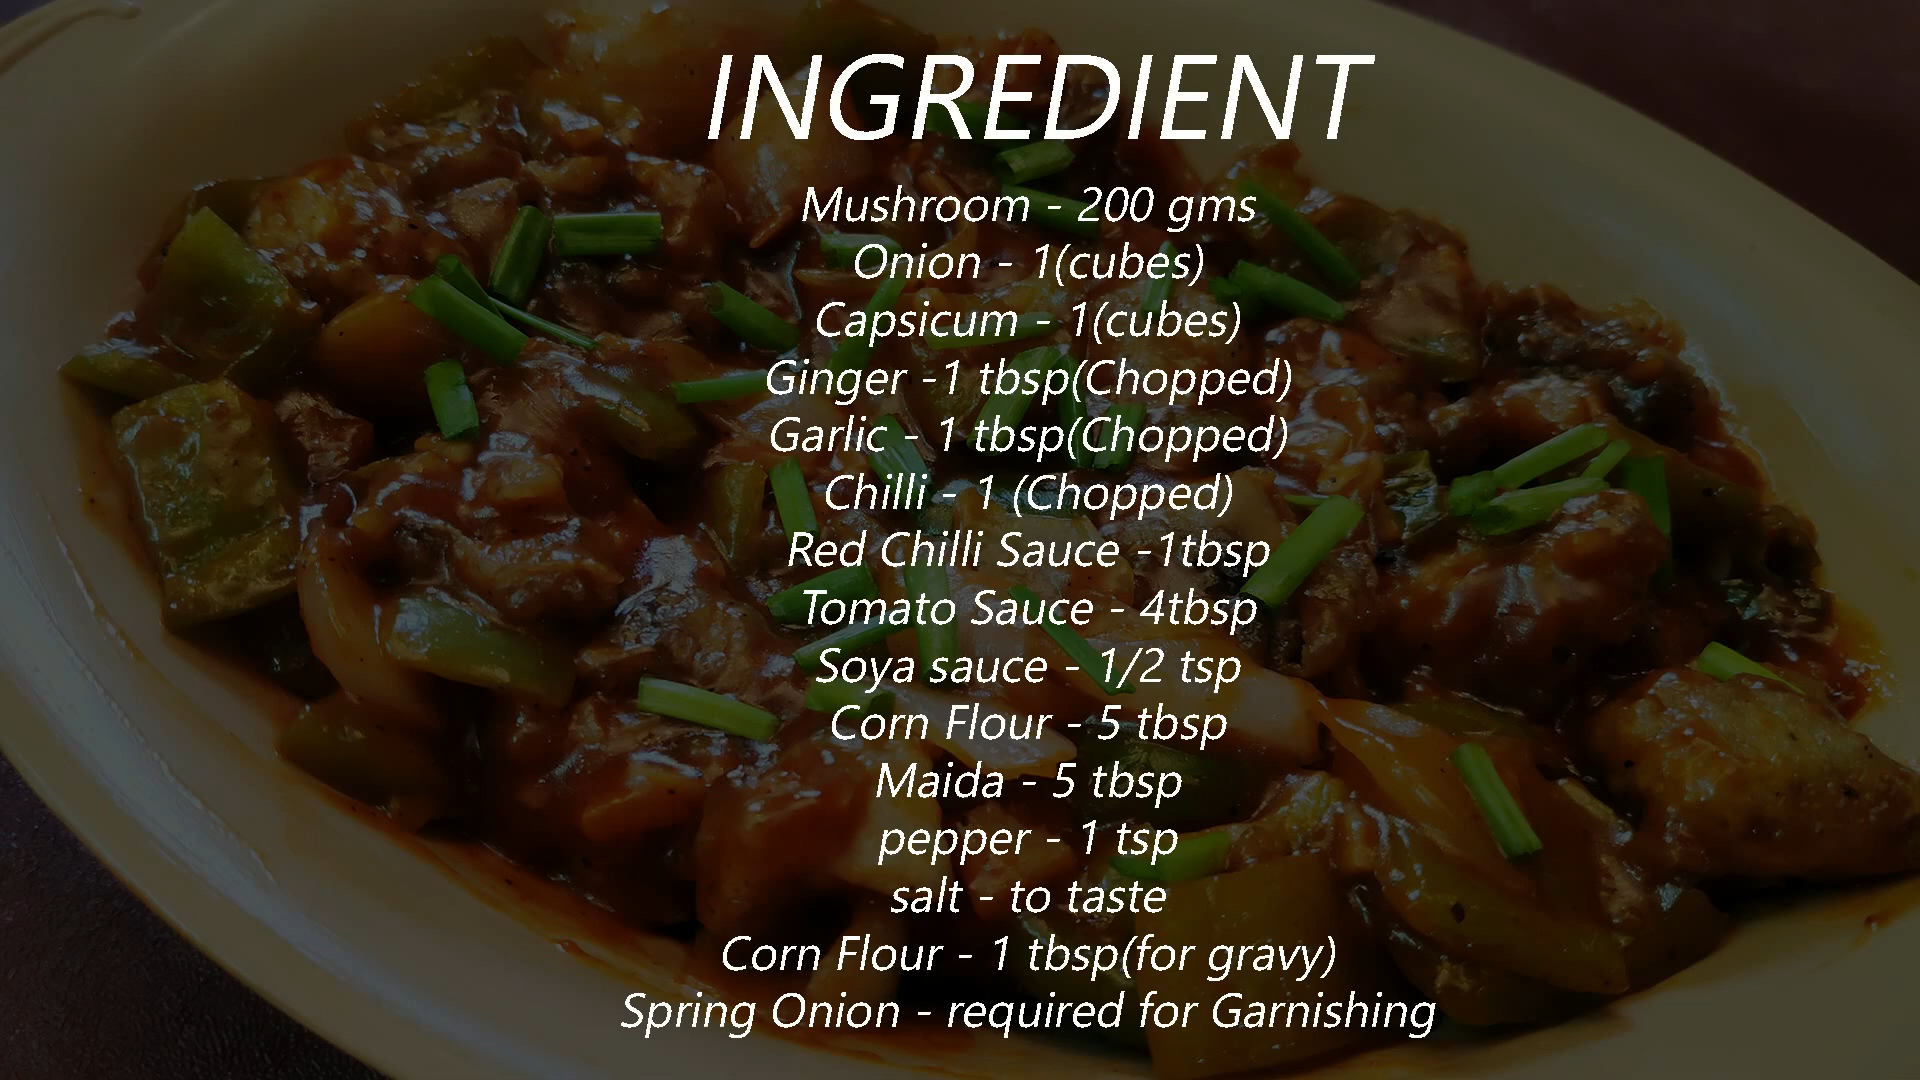 INGREDIENT
Mushroom - 200 gms
Onion - 1(cubes)
Capsicum - 1(cubes)
Ginger -1 tbsp(Chopped)
Garlic - 1 tbsp(Chopped)
Chilli - 1 (Chopped)
Red Chilli Sauce -1tbsp
Tomato Sauce - 4tbsp
Soya sauce - 1/2 tsp
Corn Flour - 5 tbsp
Maida - 5 tbsp
pepper - 1 tsp
salt - to taste
Corn Flour - 1 tbsp(for gravy)
Spring Onion - required for Garnishing